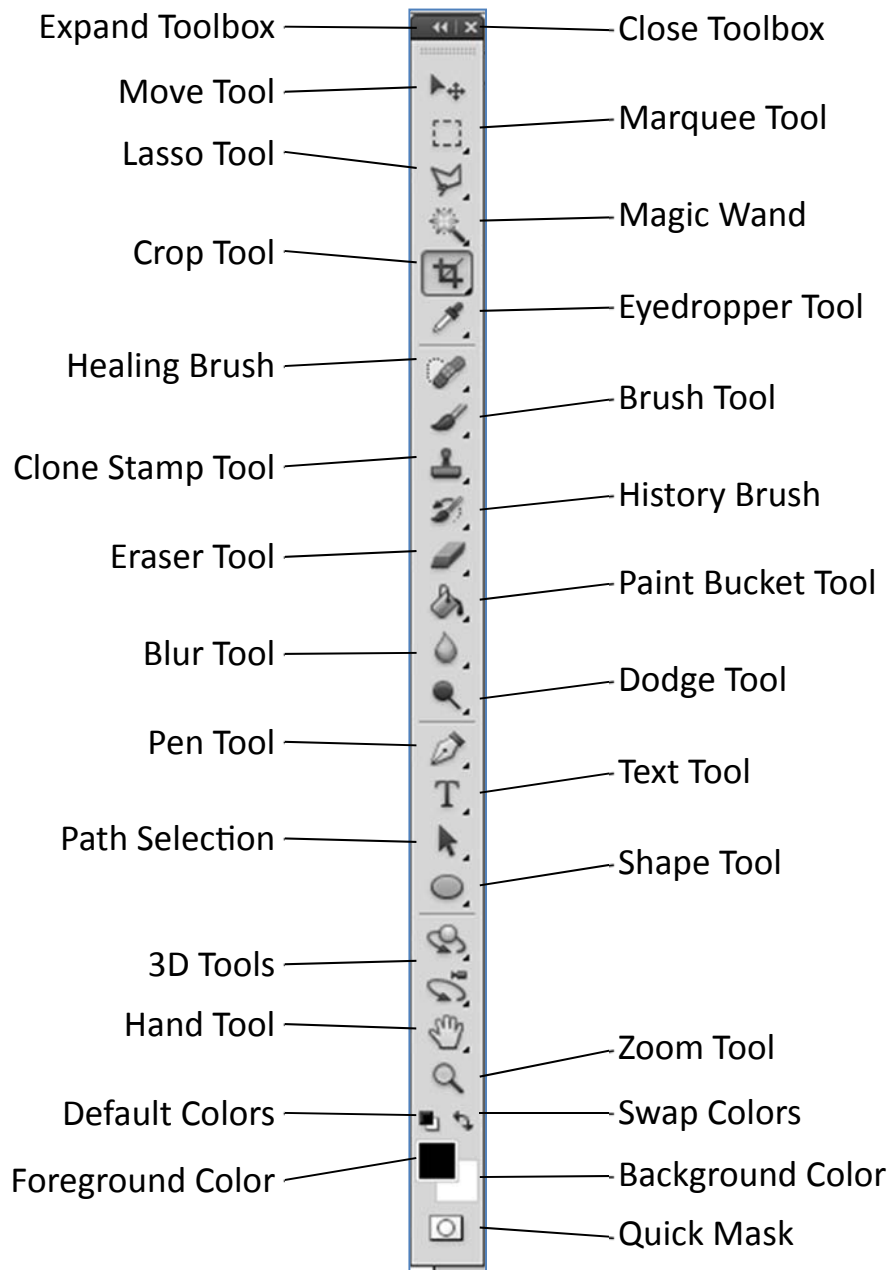 Expand Toolbox
Close Toolbox
Move Tool
Marquee Tool
Lasso Tool
Magic Wand
Crop Tool
Eyedropper Tool
Healing Brush
Brush Tool
Clone Stamp Tool
History Brush
Eraser Tool
Paint Bucket Tool
Blur Tool
Dodge Tool
Pen Tool
Text Tool
T
Path Selection
Shape Tool
3D Tools
Hand Tool
Zoom Tool
Default Colors
Swap Colors
Foreground Color
Background Color
Quick Mask